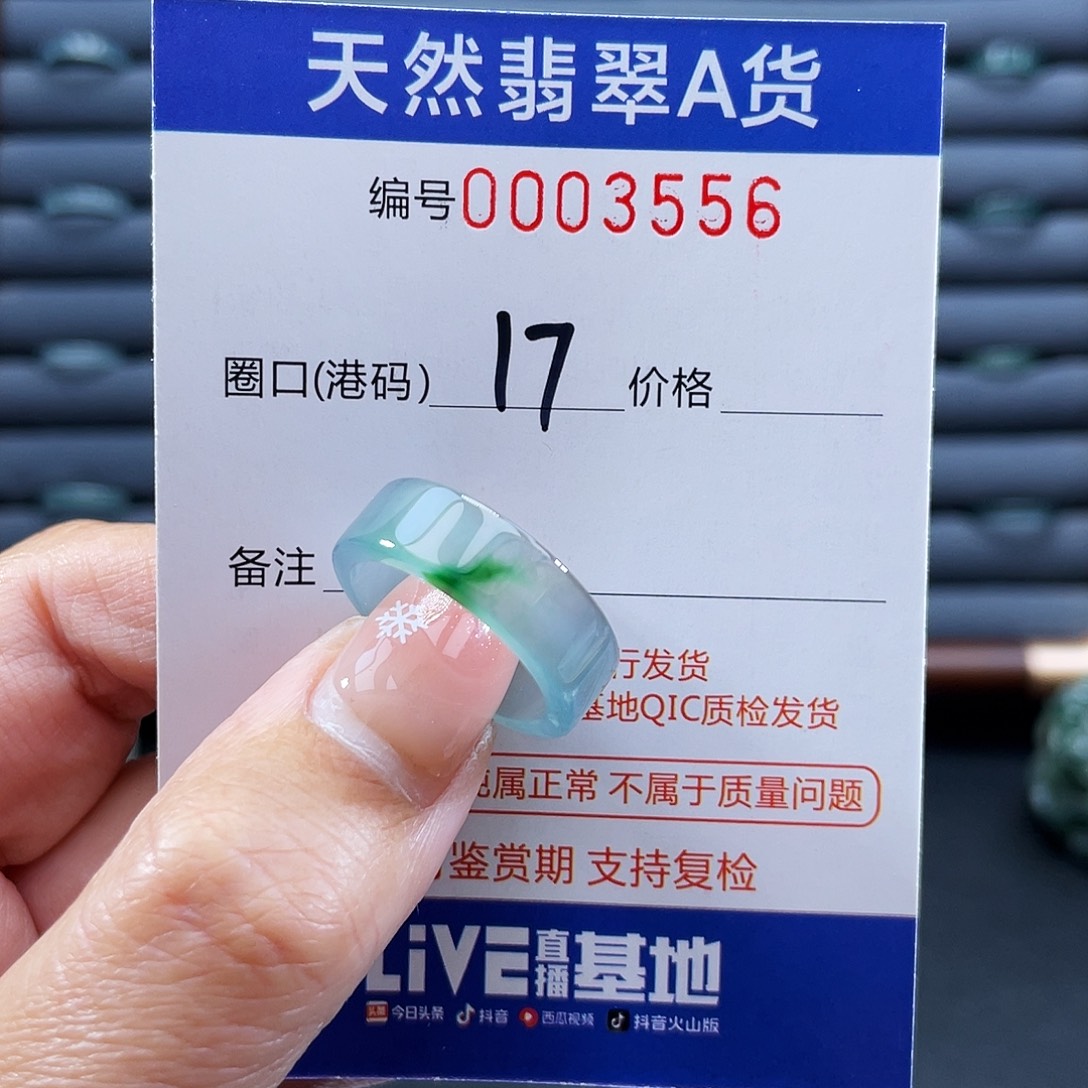 天然翡翠A货
编号0003556
圈口(港码) 17 价格
备注
行发货
基地QIC质检发货
属正常 不属于质量问题
鉴赏期 支持复检
LIVE直播基地
头条 今日头条 抖音 西瓜视频 抖音火山版